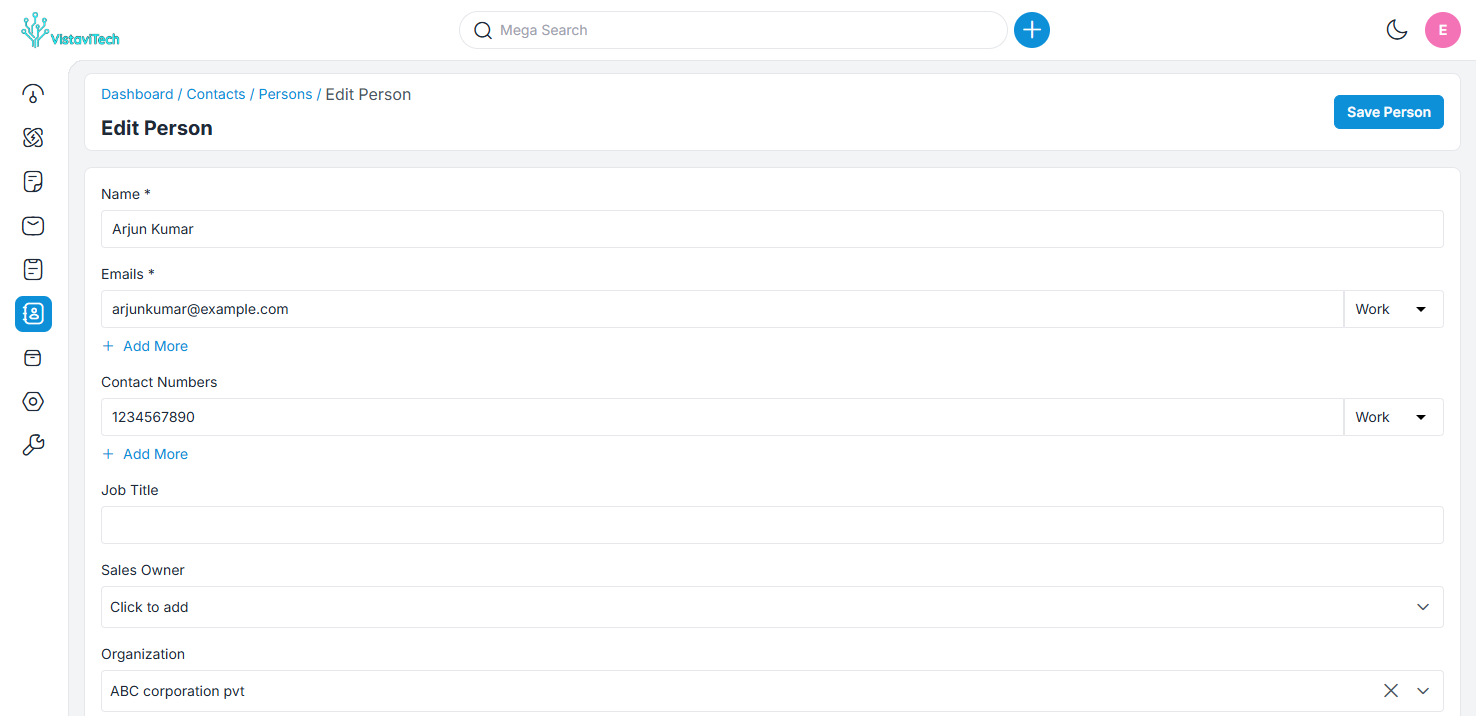 VistaviTech
Mega Search
E
Dashboard / Contacts / Persons / Edit Person
Edit Person
Save Person
Name *
Arjun Kumar
Emails *
arjunkumar@example.com
Work
+ Add More
Contact Numbers
1234567890
Work
+ Add More
Job Title
Sales Owner
Click to add
Organization
ABC corporation pvt